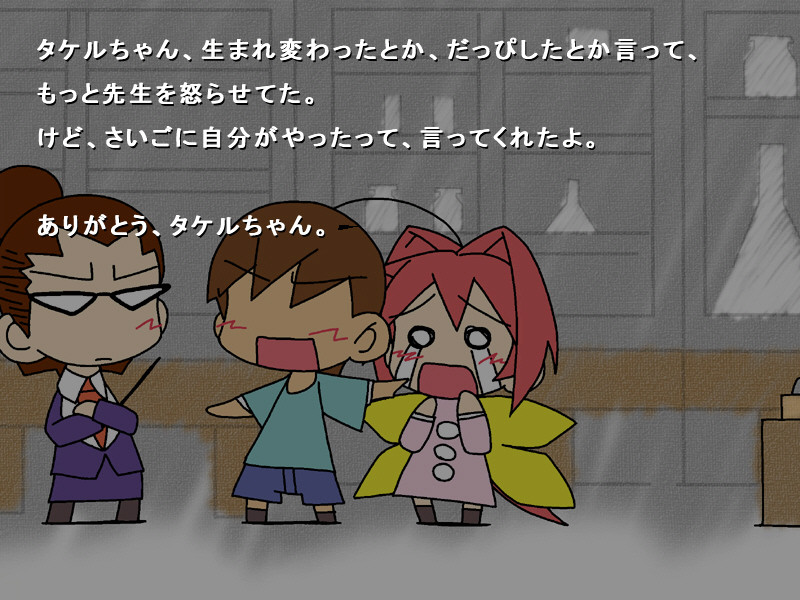 タケルちゃん、生まれ変わったとか、だっぴしたとか言って、
もっと先生を怒らせてた。
けど、さいごに自分がやったって、言ってくれたよ。
ありがとう、タケルちゃん。